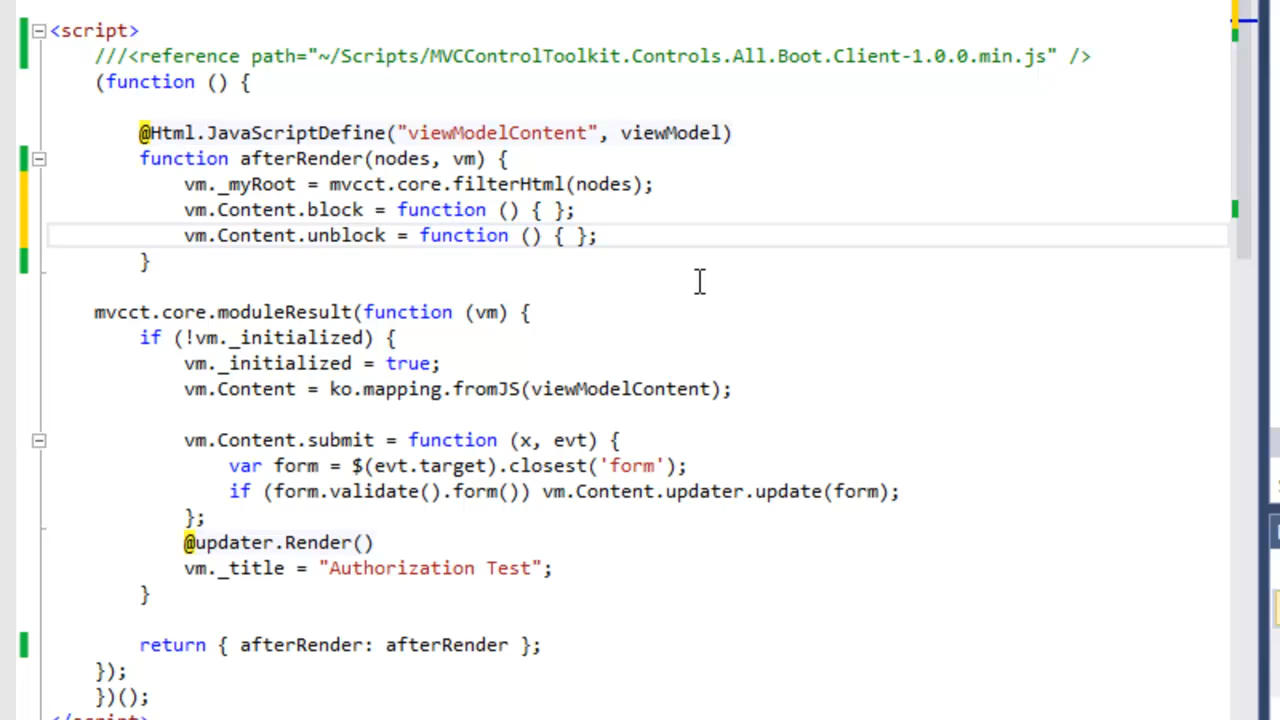 <script>
///<reference path="~/Scripts/MVCControlToolkit.Controls.All.Boot.Client-1.0.0.min.js" />
(function () {
@Html.JavaScriptDefine("viewModelContent", viewModel)
function afterRender(nodes, vm) {
vm._myRoot = mvcct.core.filterHtml(nodes);
vm.Content.block = function () { };
vm.Content.unblock = function () { };
}
mvcct.core.moduleResult(function (vm) {
if (!vm._initialized) {
vm._initialized = true;
vm.Content = ko.mapping.fromJS(viewModelContent);
vm.Content.submit = function (x, evt) {
var form = $(evt.target).closest('form');
if (form.validate().form()) vm.Content.updater.update(form);
};
@updater.Render()
vm._title = "Authorization Test";
}
return { afterRender: afterRender };
});
})();
</script>